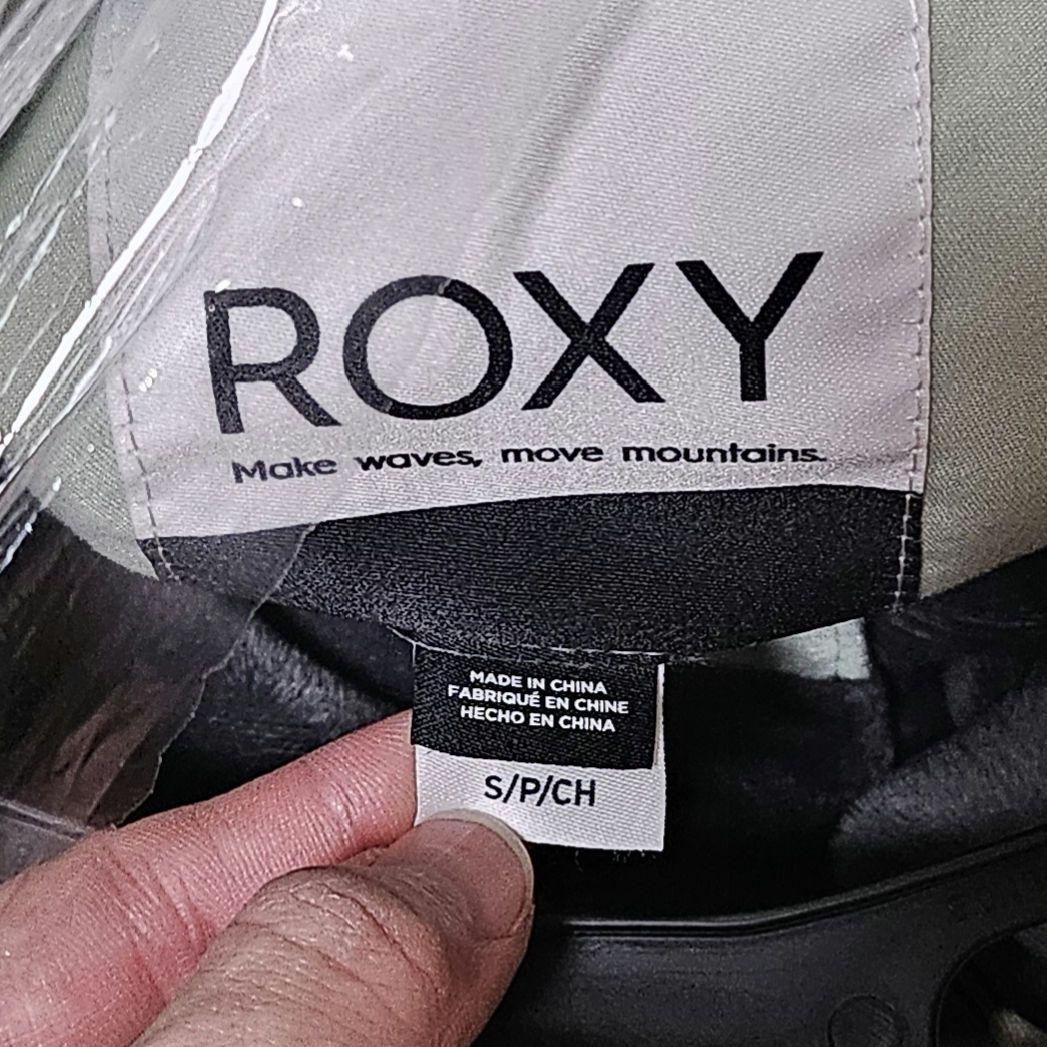 ROXY
Make waves, move mountains.
MADE IN CHINA
FABRIQUÉ EN CHINE
HECHO EN CHINA
S/P/CH